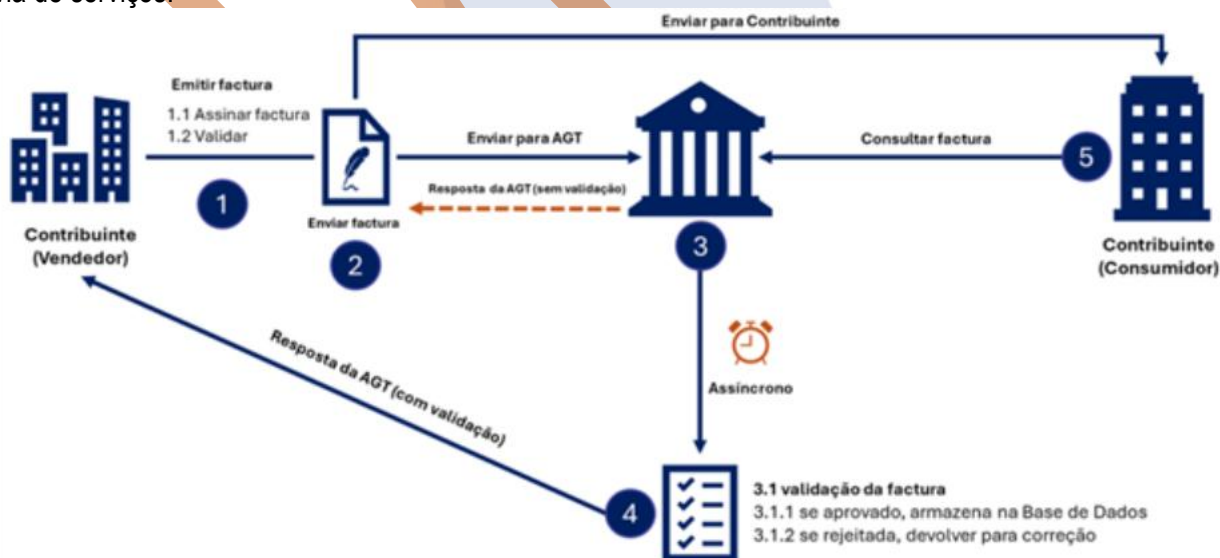 Enviar para Contribuinte
Emitir factura
1.1 Assinar factura
1.2 Validar
Enviar para AGT
Consultar factura
5
Resposta da AGT (sem validação)
1
Enviar factura
Contribuinte
(Vendedor)
2
3
Contribuinte
(Consumidor)
Resposta da AGT (com validação)
Assíncrono
4
3.1 validação da factura
3.1.1 se aprovado, armazena na Base de Dados
3.1.2 se rejeitada, devolver para correção